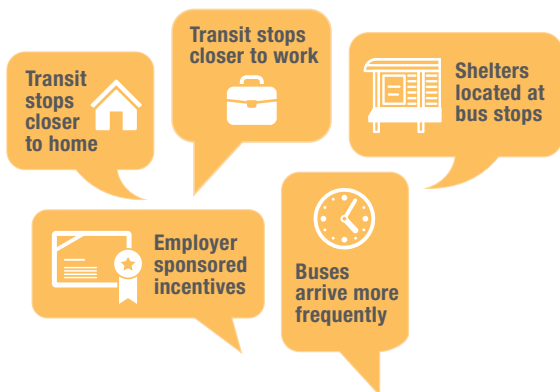 Transit
stops
closer
to home
Transit stops
closer to work
Shelters
located at
bus stops
Employer
sponsored
incentives
Buses
arrive more
frequently